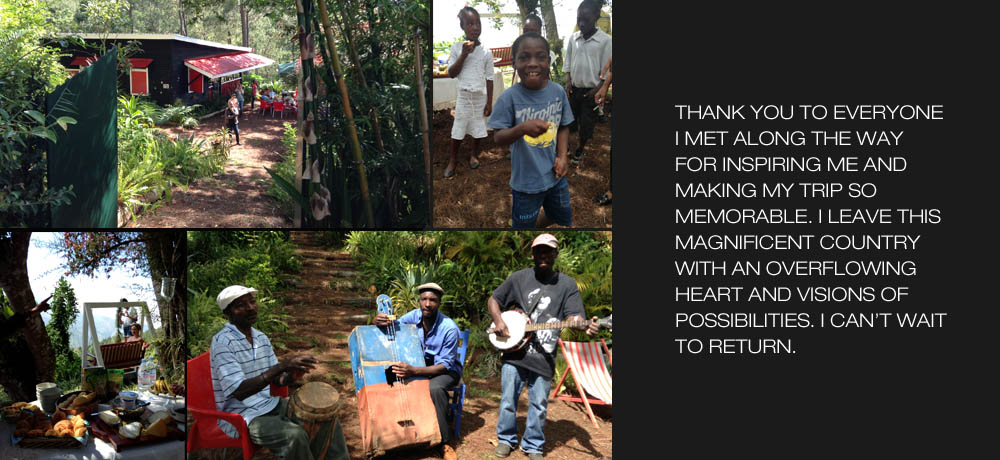 THANK YOU TO EVERYONE
I MET ALONG THE WAY
FOR INSPIRING ME AND
MAKING MY TRIP SO
MEMORABLE. I LEAVE THIS
MAGNIFICENT COUNTRY
WITH AN OVERFLOWING
HEART AND VISIONS OF
POSSIBILITIES. I CAN'T WAIT
TO RETURN.